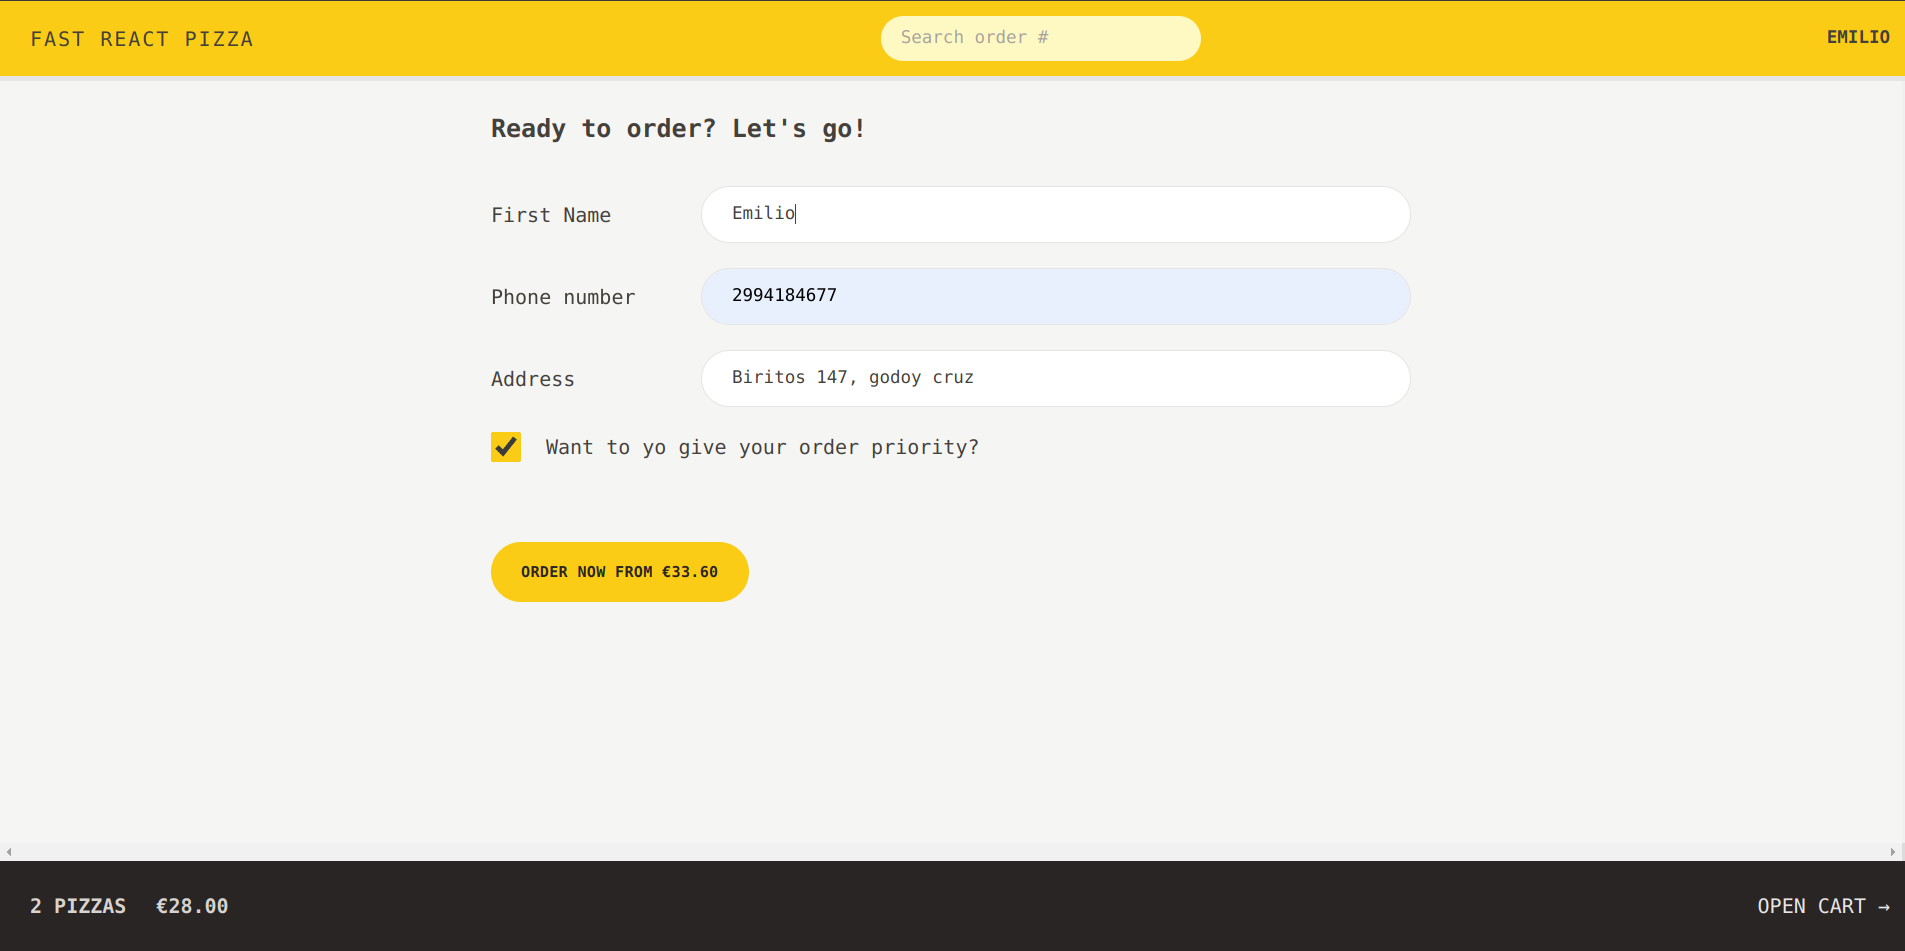 FAST REACT PIZZA
Search order #
EMILIO
Ready to order? Let's go!
First Name
Emilio
Phone number
2994184677
Address
Biritos 147, godoy cruz
Want to yo give your order priority?
ORDER NOW FROM €33.60
2 PIZZAS €28.00
OPEN CART →